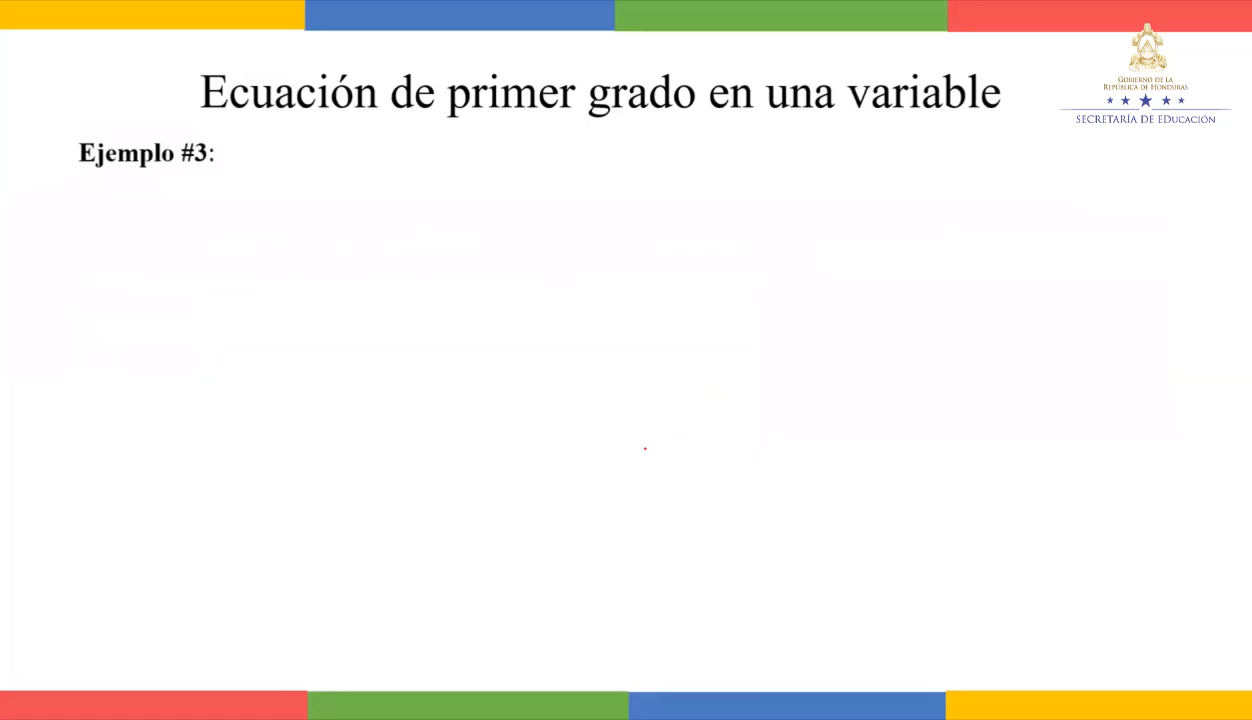 Ecuación de primer grado en una variable
GOBIERNO DE LA
REPÚBLICA DE HONDURAS
SECRETARÍA DE EDUCACIÓN
Ejemplo #3: